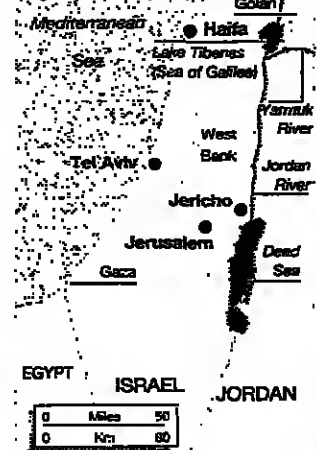 Golan
Mediterranean
Sea
Haifa
Lake Tiberias
(Sea of Galilee)
Yarmuk
River
West
Bank
Tel Aviv
Jordan
River
Jericho
Jerusalem
Dead
Sea
Gaza
EGYPT
ISRAEL
JORDAN
0 Miles 50
0 Km 80